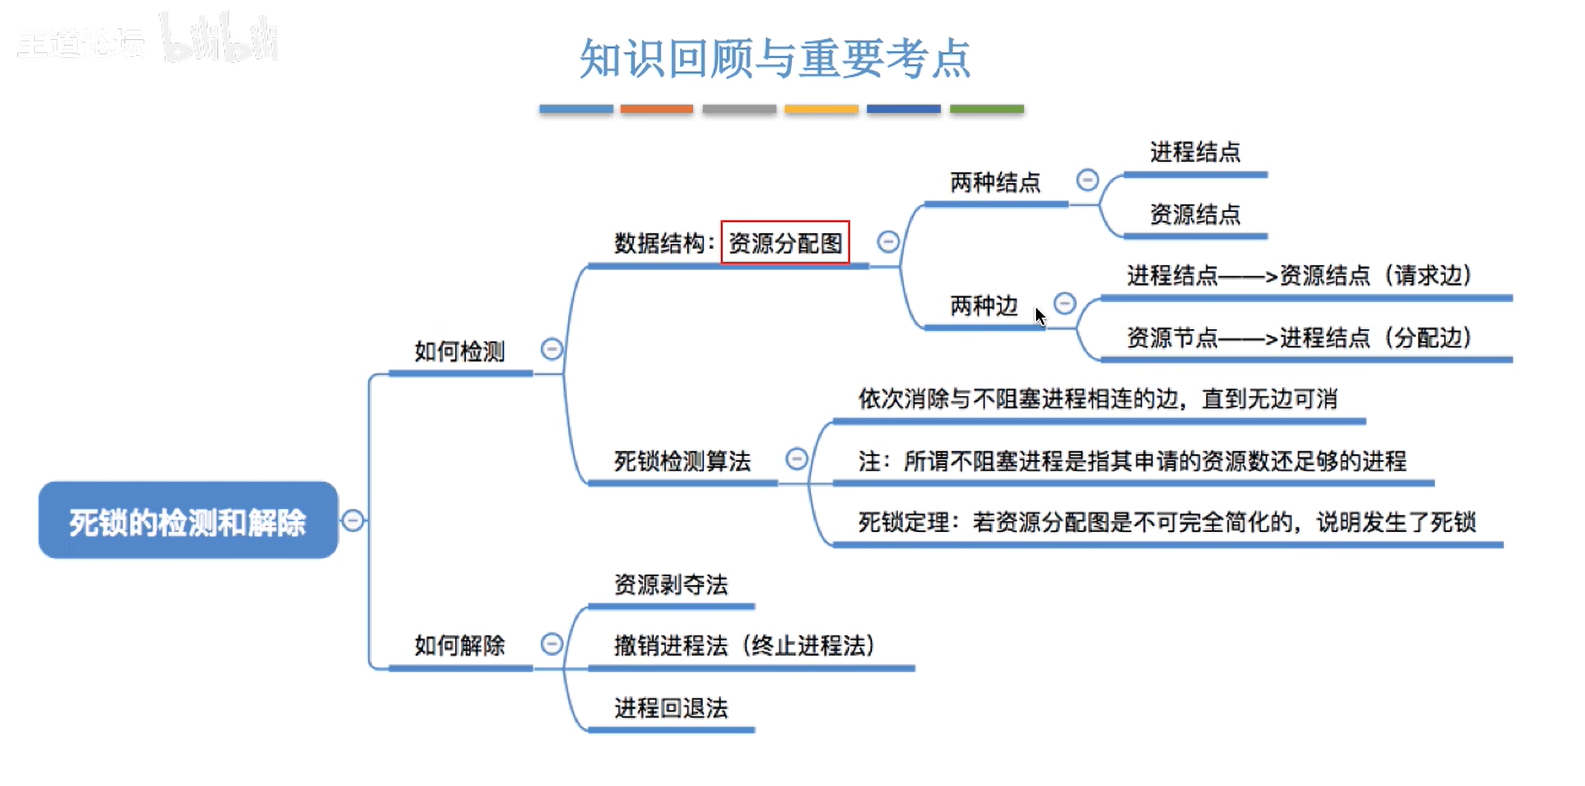 王道论坛 bilibili
知识回顾与重要考点
进程结点
两种结点
资源结点
数据结构：资源分配图
进程结点——>资源结点（请求边）
两种边
资源节点——>进程结点（分配边）
如何检测
依次消除与不阻塞进程相连的边，直到无边可消
死锁检测算法
注：所谓不阻塞进程是指其申请的资源数还足够的进程
死锁定理：若资源分配图是不可完全简化的，说明发生了死锁
死锁的检测和解除
资源剥夺法
如何解除
撤销进程法（终止进程法）
进程回退法